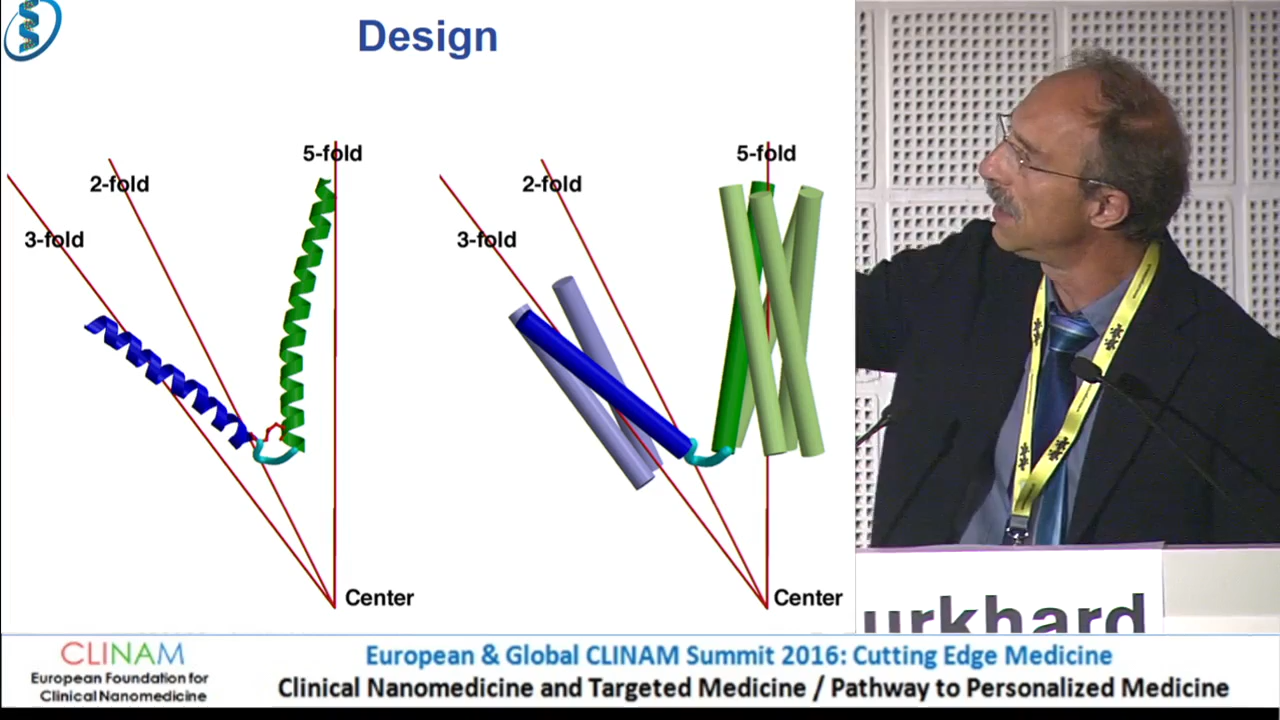 Design
5-fold
2-fold
3-fold
Center
5-fold
2-fold
3-fold
Center
urkhard
CLINAM
European Foundation for
Clinical Nanomedicine
European & Global CLINAM Summit 2016: Cutting Edge Medicine
Clinical Nanomedicine and Targeted Medicine / Pathway to Personalized Medicine